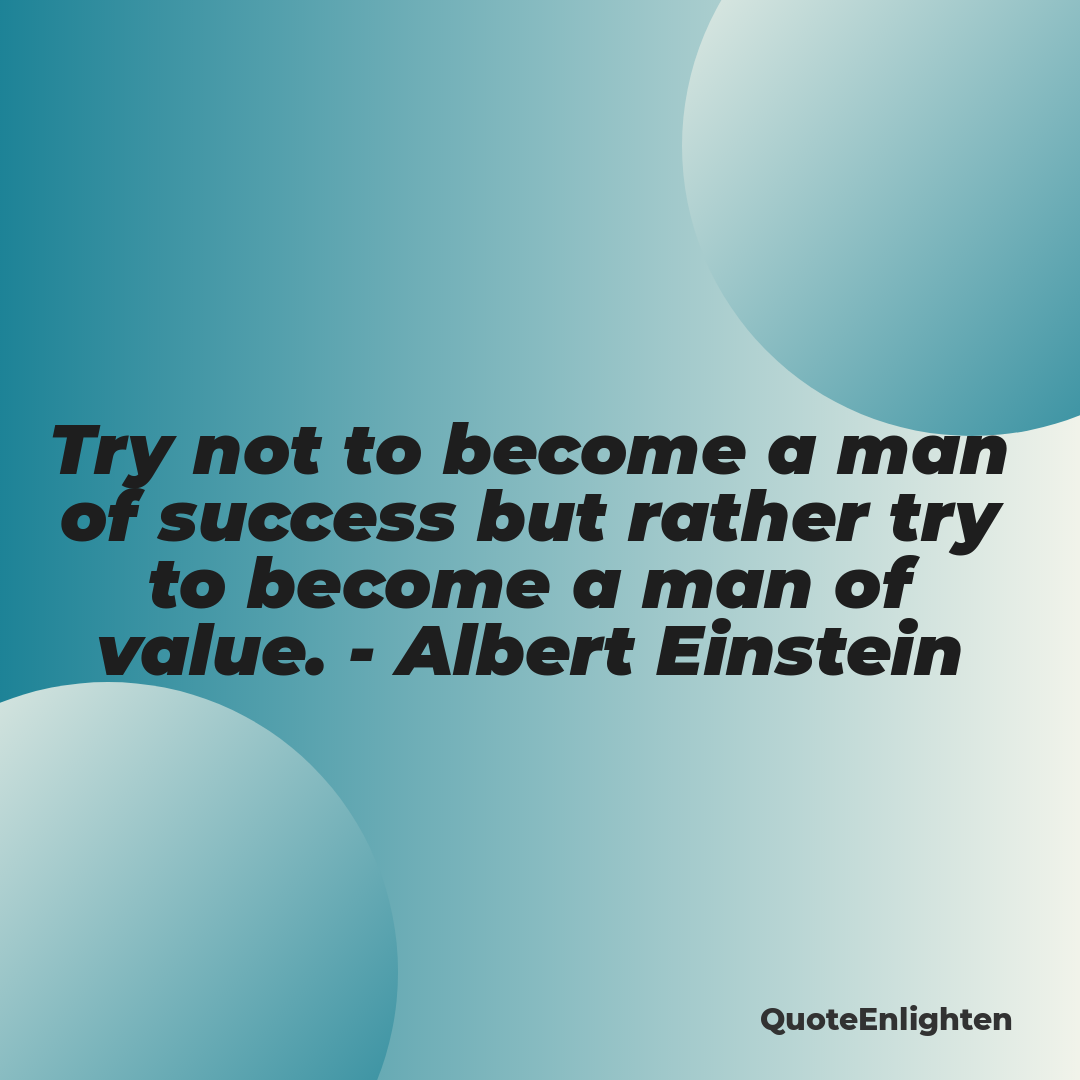 Try not to become a man
of success but rather try
to become a man of
value. - Albert Einstein
QuoteEnlighten